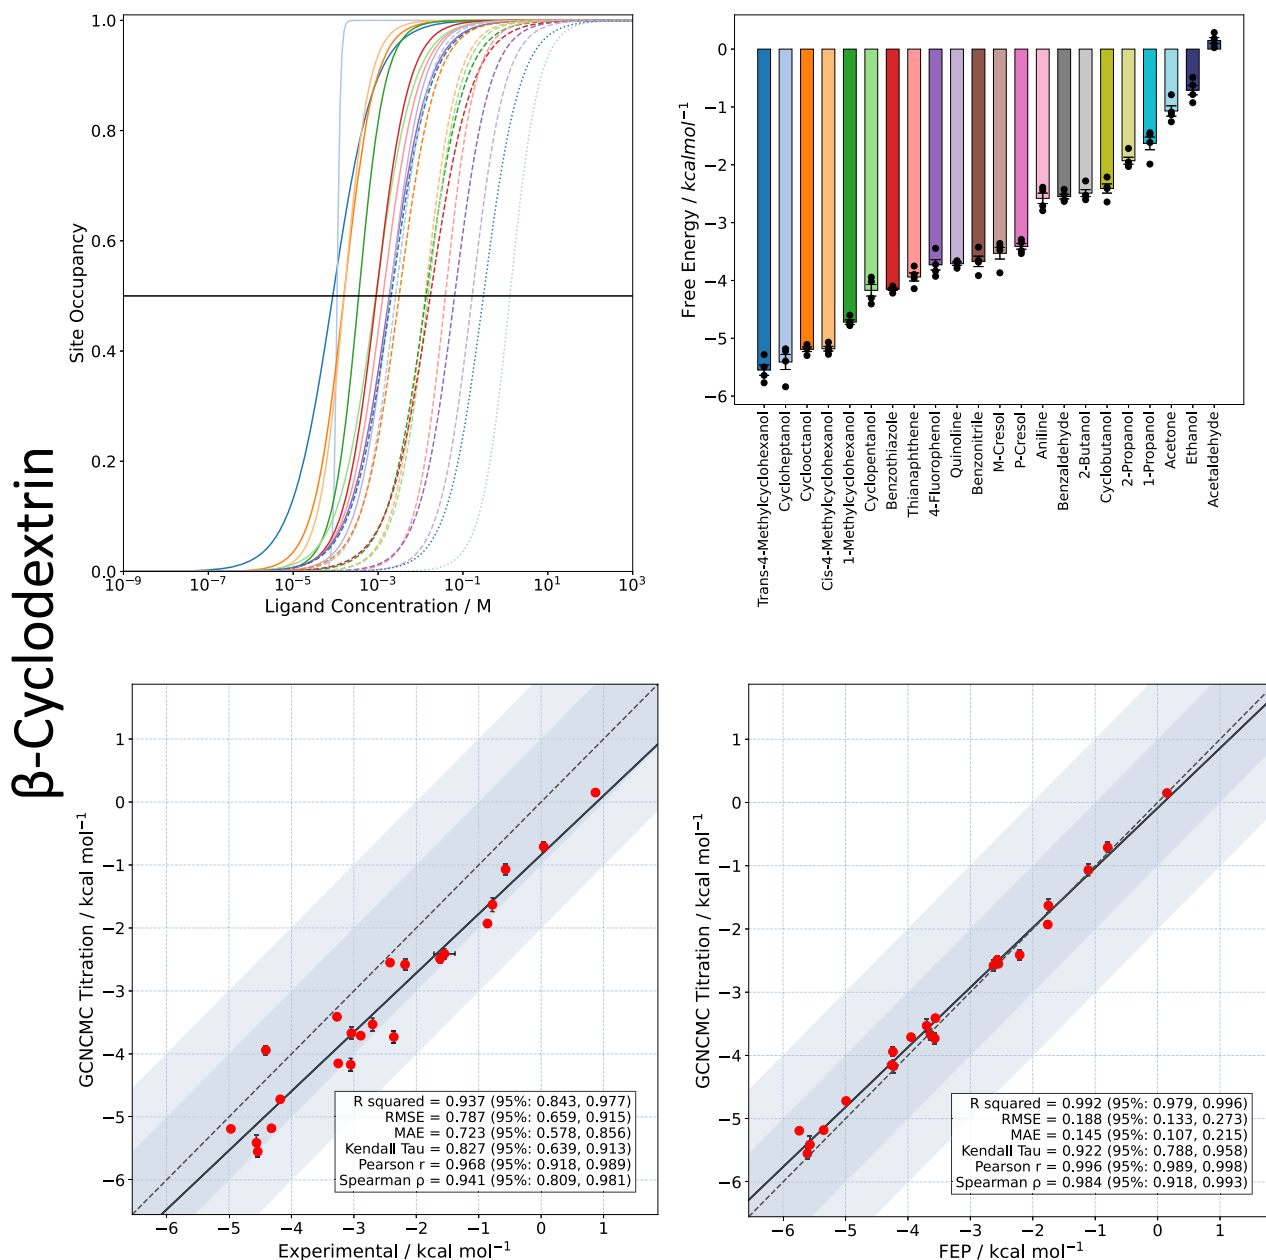 β-Cyclodextrin
1.0
0.8
0.6
0.4
0.2
0.0
Site Occupancy
10⁻⁹
10⁻⁷
10⁻⁵
10⁻³
10⁻¹
10¹
10³
Ligand Concentration / M
0
−1
−2
−3
−4
−5
−6
Free Energy / kcalmol⁻¹
Trans-4-Methylcyclohexanol
Cycloheptanol
Cyclooctanol
Cis-4-Methylcyclohexanol
1-Methylcyclohexanol
Cyclopentanol
Benzothiazole
Thianaphthene
4-Fluorophenol
Quinoline
Benzonitrile
M-Cresol
P-Cresol
Aniline
Benzaldehyde
2-Butanol
Cyclobutanol
2-Propanol
1-Propanol
Acetone
Ethanol
Acetaldehyde
1
0
−1
−2
−3
−4
−5
−6
GCNCMC Titration / kcal mol⁻¹
R squared = 0.937 (95%: 0.843, 0.977)
RMSE = 0.787 (95%: 0.659, 0.915)
MAE = 0.723 (95%: 0.578, 0.856)
Kendall Tau = 0.827 (95%: 0.639, 0.913)
Pearson r = 0.968 (95%: 0.918, 0.989)
Spearman ρ = 0.941 (95%: 0.809, 0.981)
−6
−5
−4
−3
−2
−1
0
1
Experimental / kcal mol⁻¹
1
0
−1
−2
−3
−4
−5
−6
GCNCMC Titration / kcal mol⁻¹
R squared = 0.992 (95%: 0.979, 0.996)
RMSE = 0.188 (95%: 0.133, 0.273)
MAE = 0.145 (95%: 0.107, 0.215)
Kendall Tau = 0.922 (95%: 0.788, 0.958)
Pearson r = 0.996 (95%: 0.989, 0.998)
Spearman ρ = 0.984 (95%: 0.918, 0.993)
−6
−5
−4
−3
−2
−1
0
1
FEP / kcal mol⁻¹